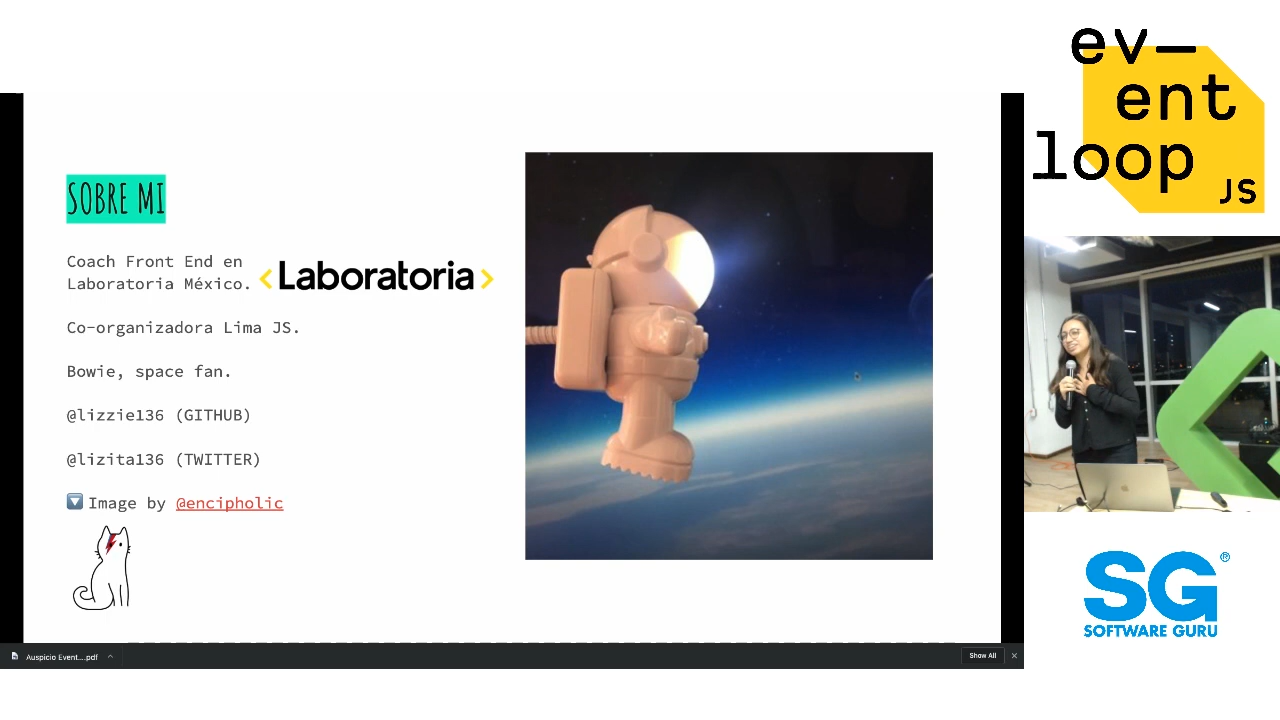 SOBRE MI
Coach Front End en
Laboratoria México.
<Laboratoria>
Co-organizadora Lima JS.
Bowie, space fan.
@lizzie136 (GITHUB)
@lizita136 (TWITTER)
Image by @encipholic
Auspicio Event....pdf
Show All
ev—
ent
loop
JS
SG®
SOFTWARE GURU